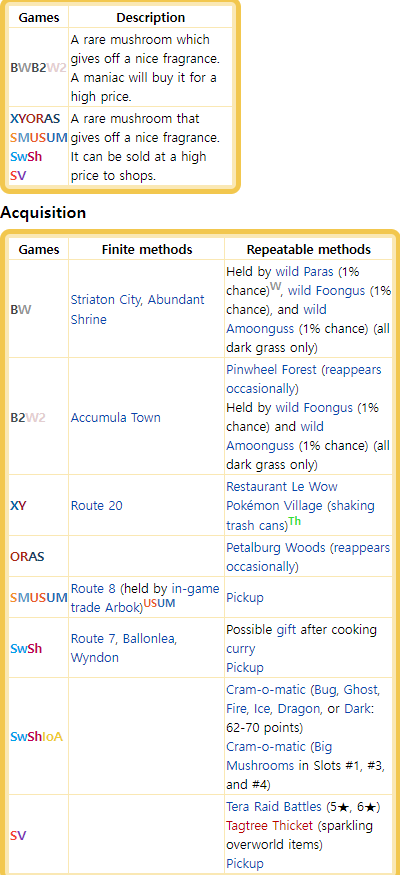 Games Description
BWB2W2
A rare mushroom which
gives off a nice fragrance.
A maniac will buy it for a
high price.
XYORAS
SMUSUM
SwSh
SV
A rare mushroom that
gives off a nice fragrance.
It can be sold at a high
price to shops.
Acquisition
Games Finite methods Repeatable methods
BW
Striaton City, Abundant
Shrine
Held by wild Paras (1%
chance)W, wild Foongus (1%
chance), and wild
Amoonguss (1% chance) (all
dark grass only)
B2W2
Accumula Town
Pinwheel Forest (reappears
occasionally)
Held by wild Foongus (1%
chance) and wild
Amoonguss (1% chance) (all
dark grass only)
XY
Route 20
Restaurant Le Wow
Pokémon Village (shaking
trash cans)Th
ORAS
Petalburg Woods (reappears
occasionally)
SMUSUM
Route 8 (held by in-game
trade Arbok)USUM
Pickup
SwSh
Route 7, Ballonlea,
Wyndon
Possible gift after cooking
curry
Pickup
SwShIoA
Cram-o-matic (Bug, Ghost,
Fire, Ice, Dragon, or Dark:
62-70 points)
Cram-o-matic (Big
Mushrooms in Slots #1, #3,
and #4)
SV
Tera Raid Battles (5★, 6★)
Tagtree Thicket (sparkling
overworld items)
Pickup